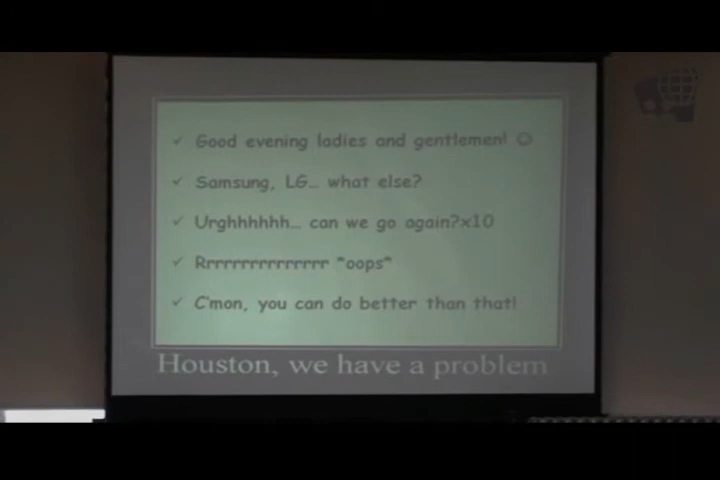 Good evening ladies and gentlemen! ☺
Samsung, LG... what else?
Urghhhhhh... can we go again?x10
Rrrrrrrrrrrrrrr *oops*
C'mon, you can do better than that!
Houston, we have a problem